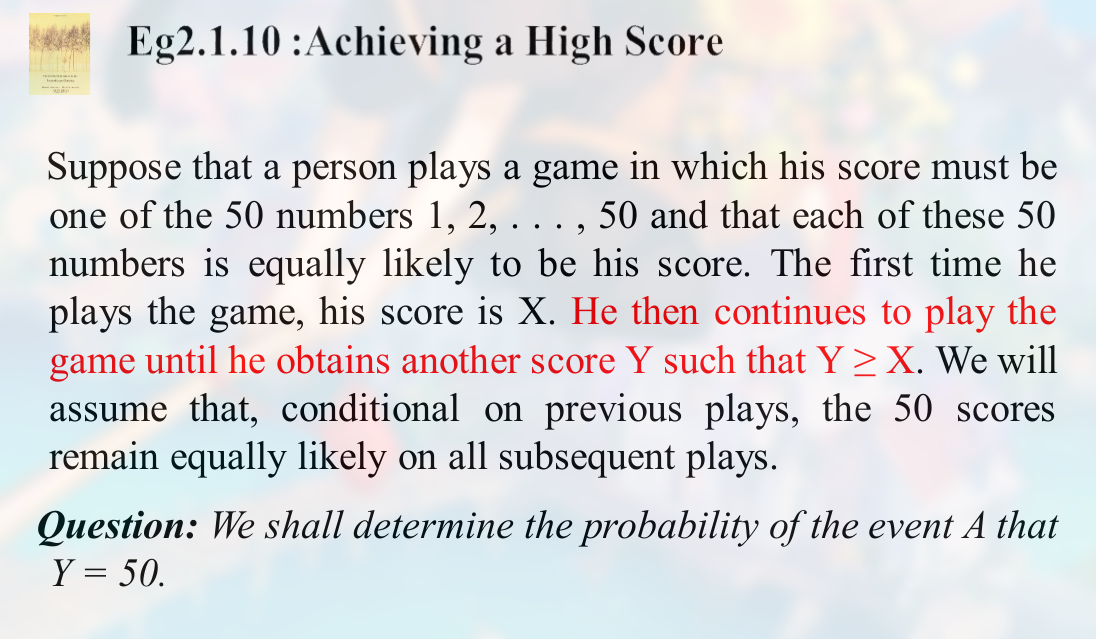 Eg2.1.10 :Achieving a High Score
Suppose that a person plays a game in which his score must be
one of the 50 numbers 1, 2, . . . , 50 and that each of these 50
numbers is equally likely to be his score. The first time he
plays the game, his score is X. He then continues to play the
game until he obtains another score Y such that Y ≥ X. We will
assume that, conditional on previous plays, the 50 scores
remain equally likely on all subsequent plays.
Question: We shall determine the probability of the event A that
Y = 50.